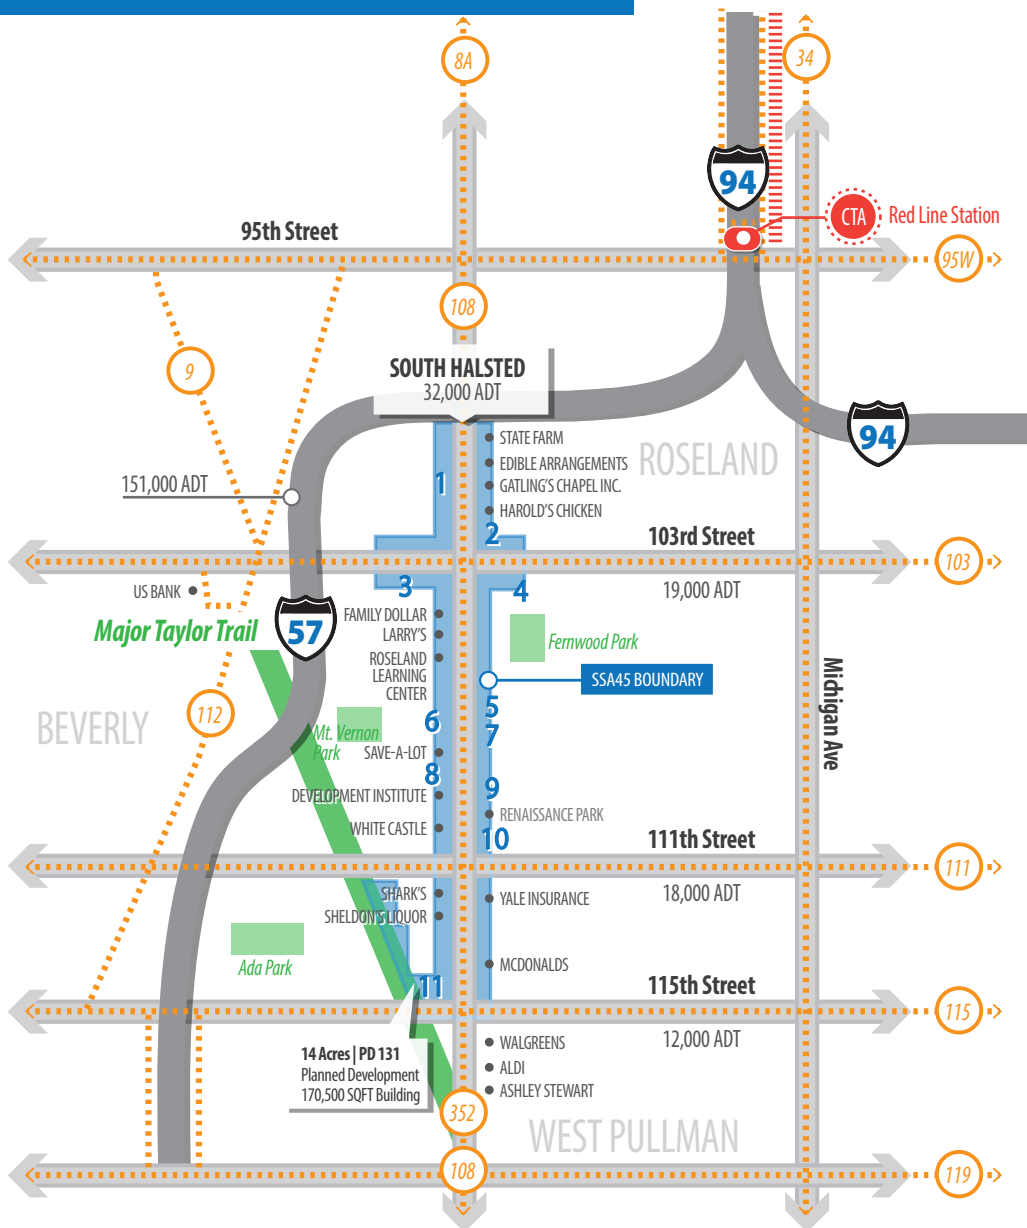 8A
34
94
CTA
Red Line Station
95th Street
95W
108
9
SOUTH HALSTED
32,000 ADT
94
STATE FARM
ROSELAND
EDIBLE ARRANGEMENTS
1
151,000 ADT
GATLING'S CHAPEL INC.
HAROLD'S CHICKEN
2
103rd Street
103
US BANK
3
4
19,000 ADT
FAMILY DOLLAR
Major Taylor Trail
57
LARRY'S
Fernwood Park
ROSELAND
LEARNING
CENTER
SSA45 BOUNDARY
Michigan Ave
5
112
6
BEVERLY
Mt. Vernon
Park
7
SAVE-A-LOT
8
9
DEVELOPMENT INSTITUTE
RENAISSANCE PARK
WHITE CASTLE
10
111th Street
111
SHARK'S
YALE INSURANCE
18,000 ADT
SHELDON'S LIQUOR
Ada Park
MCDONALDS
11
115th Street
115
14 Acres | PD 131
Planned Development
170,500 SQFT Building
WALGREENS
12,000 ADT
ALDI
ASHLEY STEWART
352
WEST PULLMAN
108
119